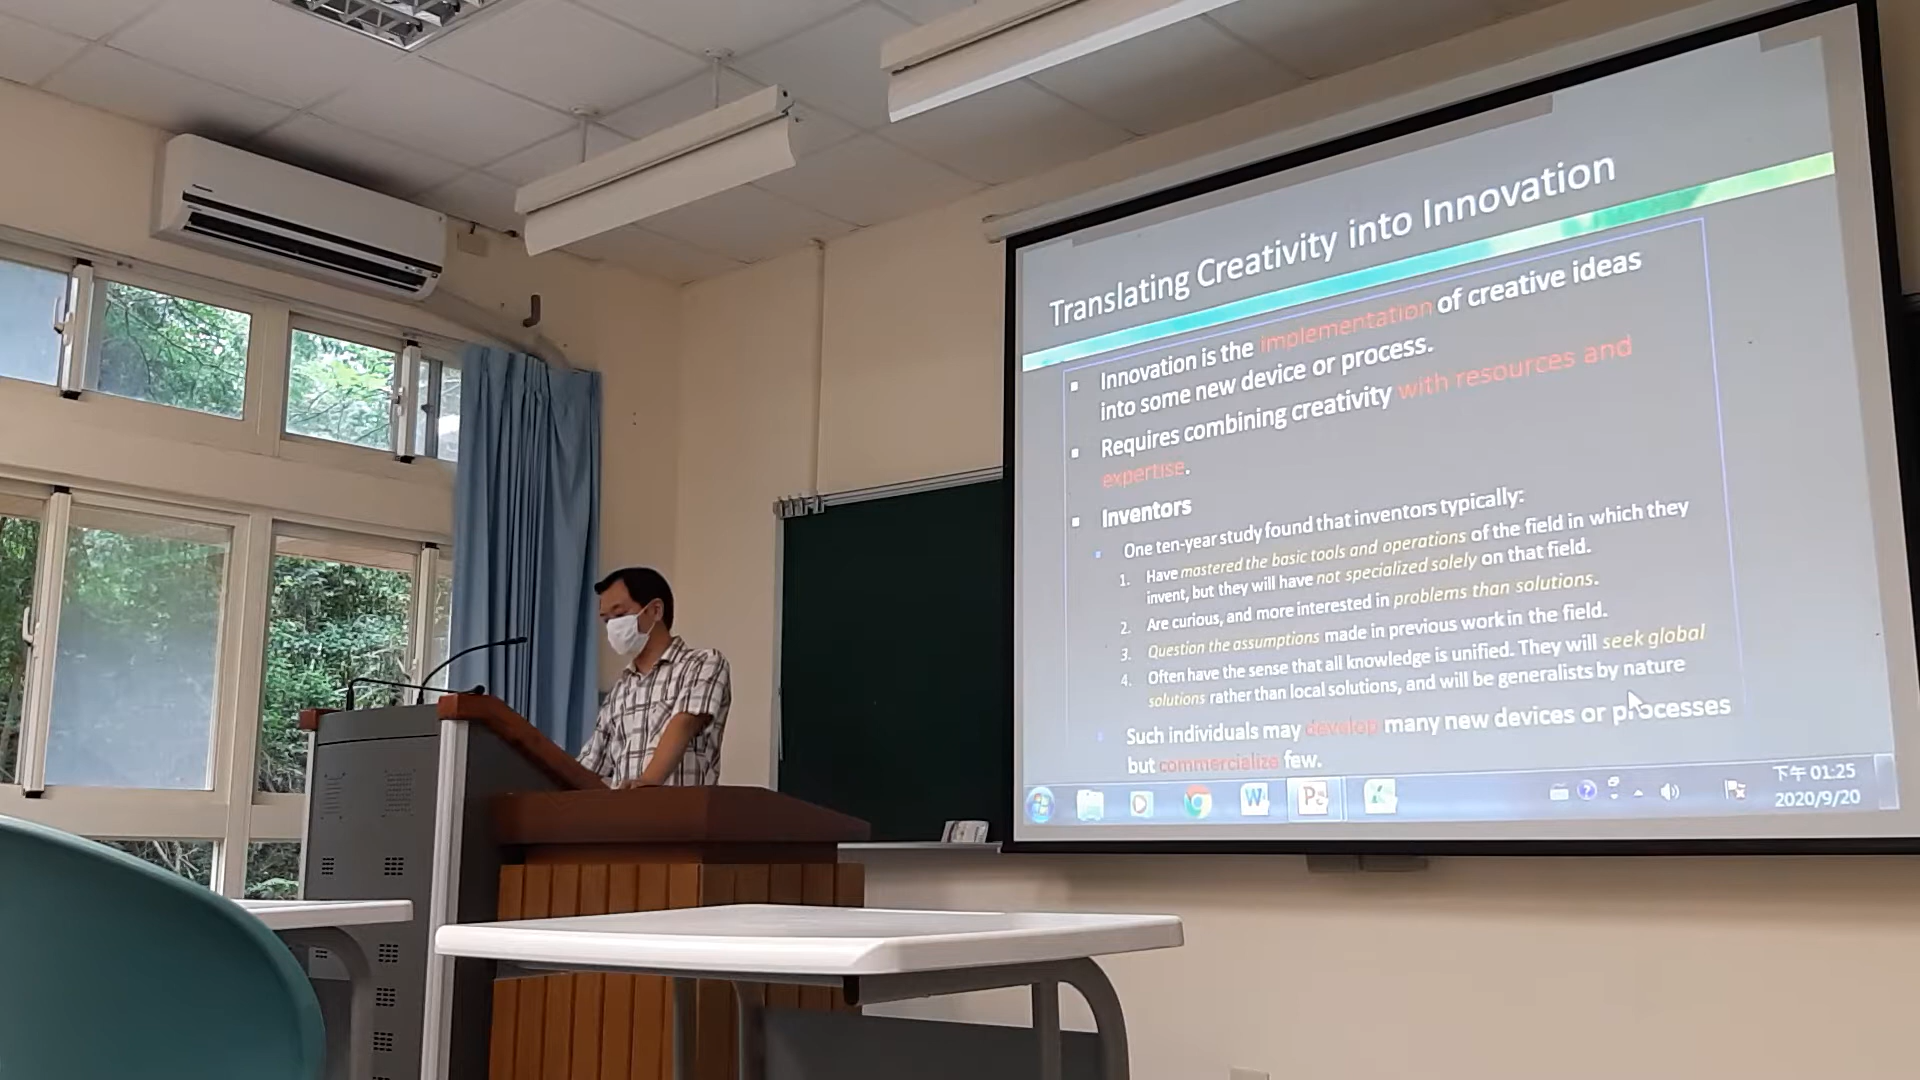 Translating Creativity into Innovation
Innovation is the implementation of creative ideas
into some new device or process.
Requires combining creativity with resources and
expertise.
Inventors
One ten-year study found that inventors typically:
1. Have mastered the basic tools and operations of the field in which they
invent, but they will have not specialized solely on that field.
2. Are curious, and more interested in problems than solutions.
3. Question the assumptions made in previous work in the field.
4. Often have the sense that all knowledge is unified. They will seek global
solutions rather than local solutions, and will be generalists by nature
Such individuals may develop many new devices or processes
but commercialize few.
下午 01:25
2020/9/20